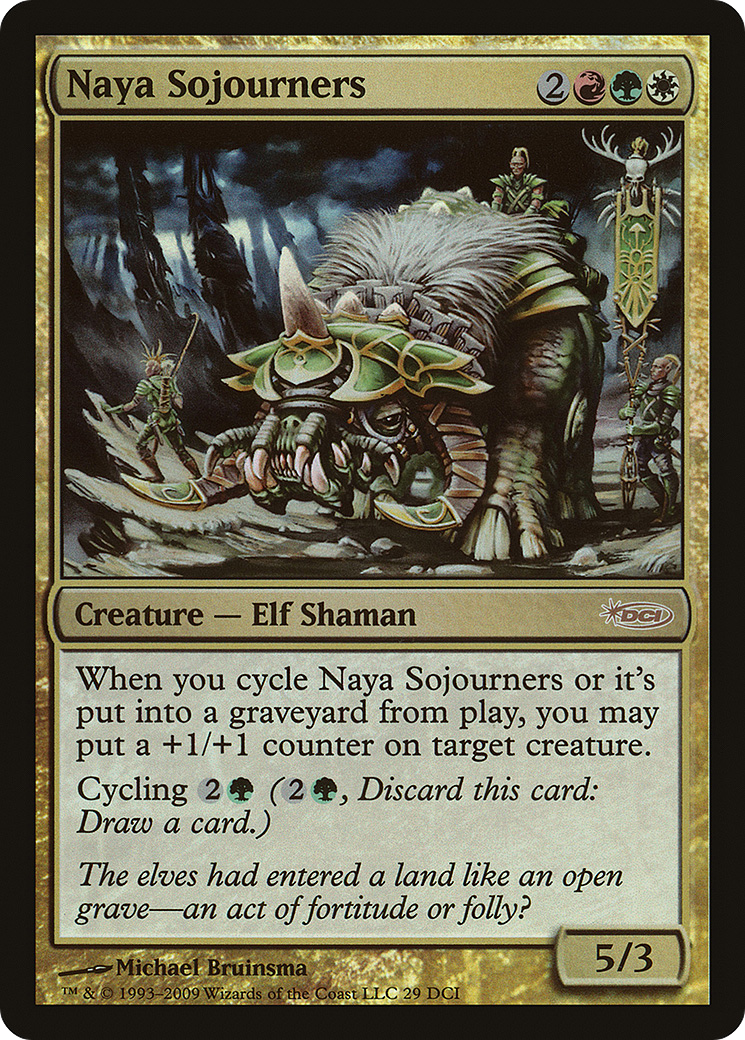 Naya Sojourners 2
Creature — Elf Shaman DCI
When you cycle Naya Sojourners or it's
put into a graveyard from play, you may
put a +1/+1 counter on target creature.
Cycling 2 (2 , Discard this card:
Draw a card.)
The elves had entered a land like an open
grave—an act of fortitude or folly?
5/3
Michael Bruinsma
™ & © 1993–2009 Wizards of the Coast LLC 29 DCI